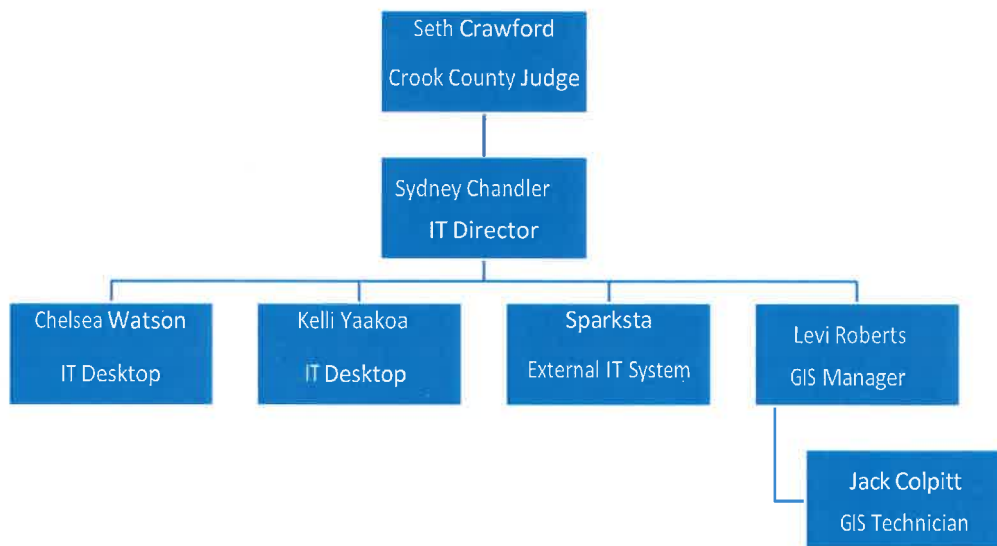 Seth Crawford
Crook County Judge
Sydney Chandler
IT Director
Chelsea Watson
IT Desktop
Kelli Yaakoa
IT Desktop
Sparksta
External IT System
Levi Roberts
GIS Manager
Jack Colpitt
GIS Technician